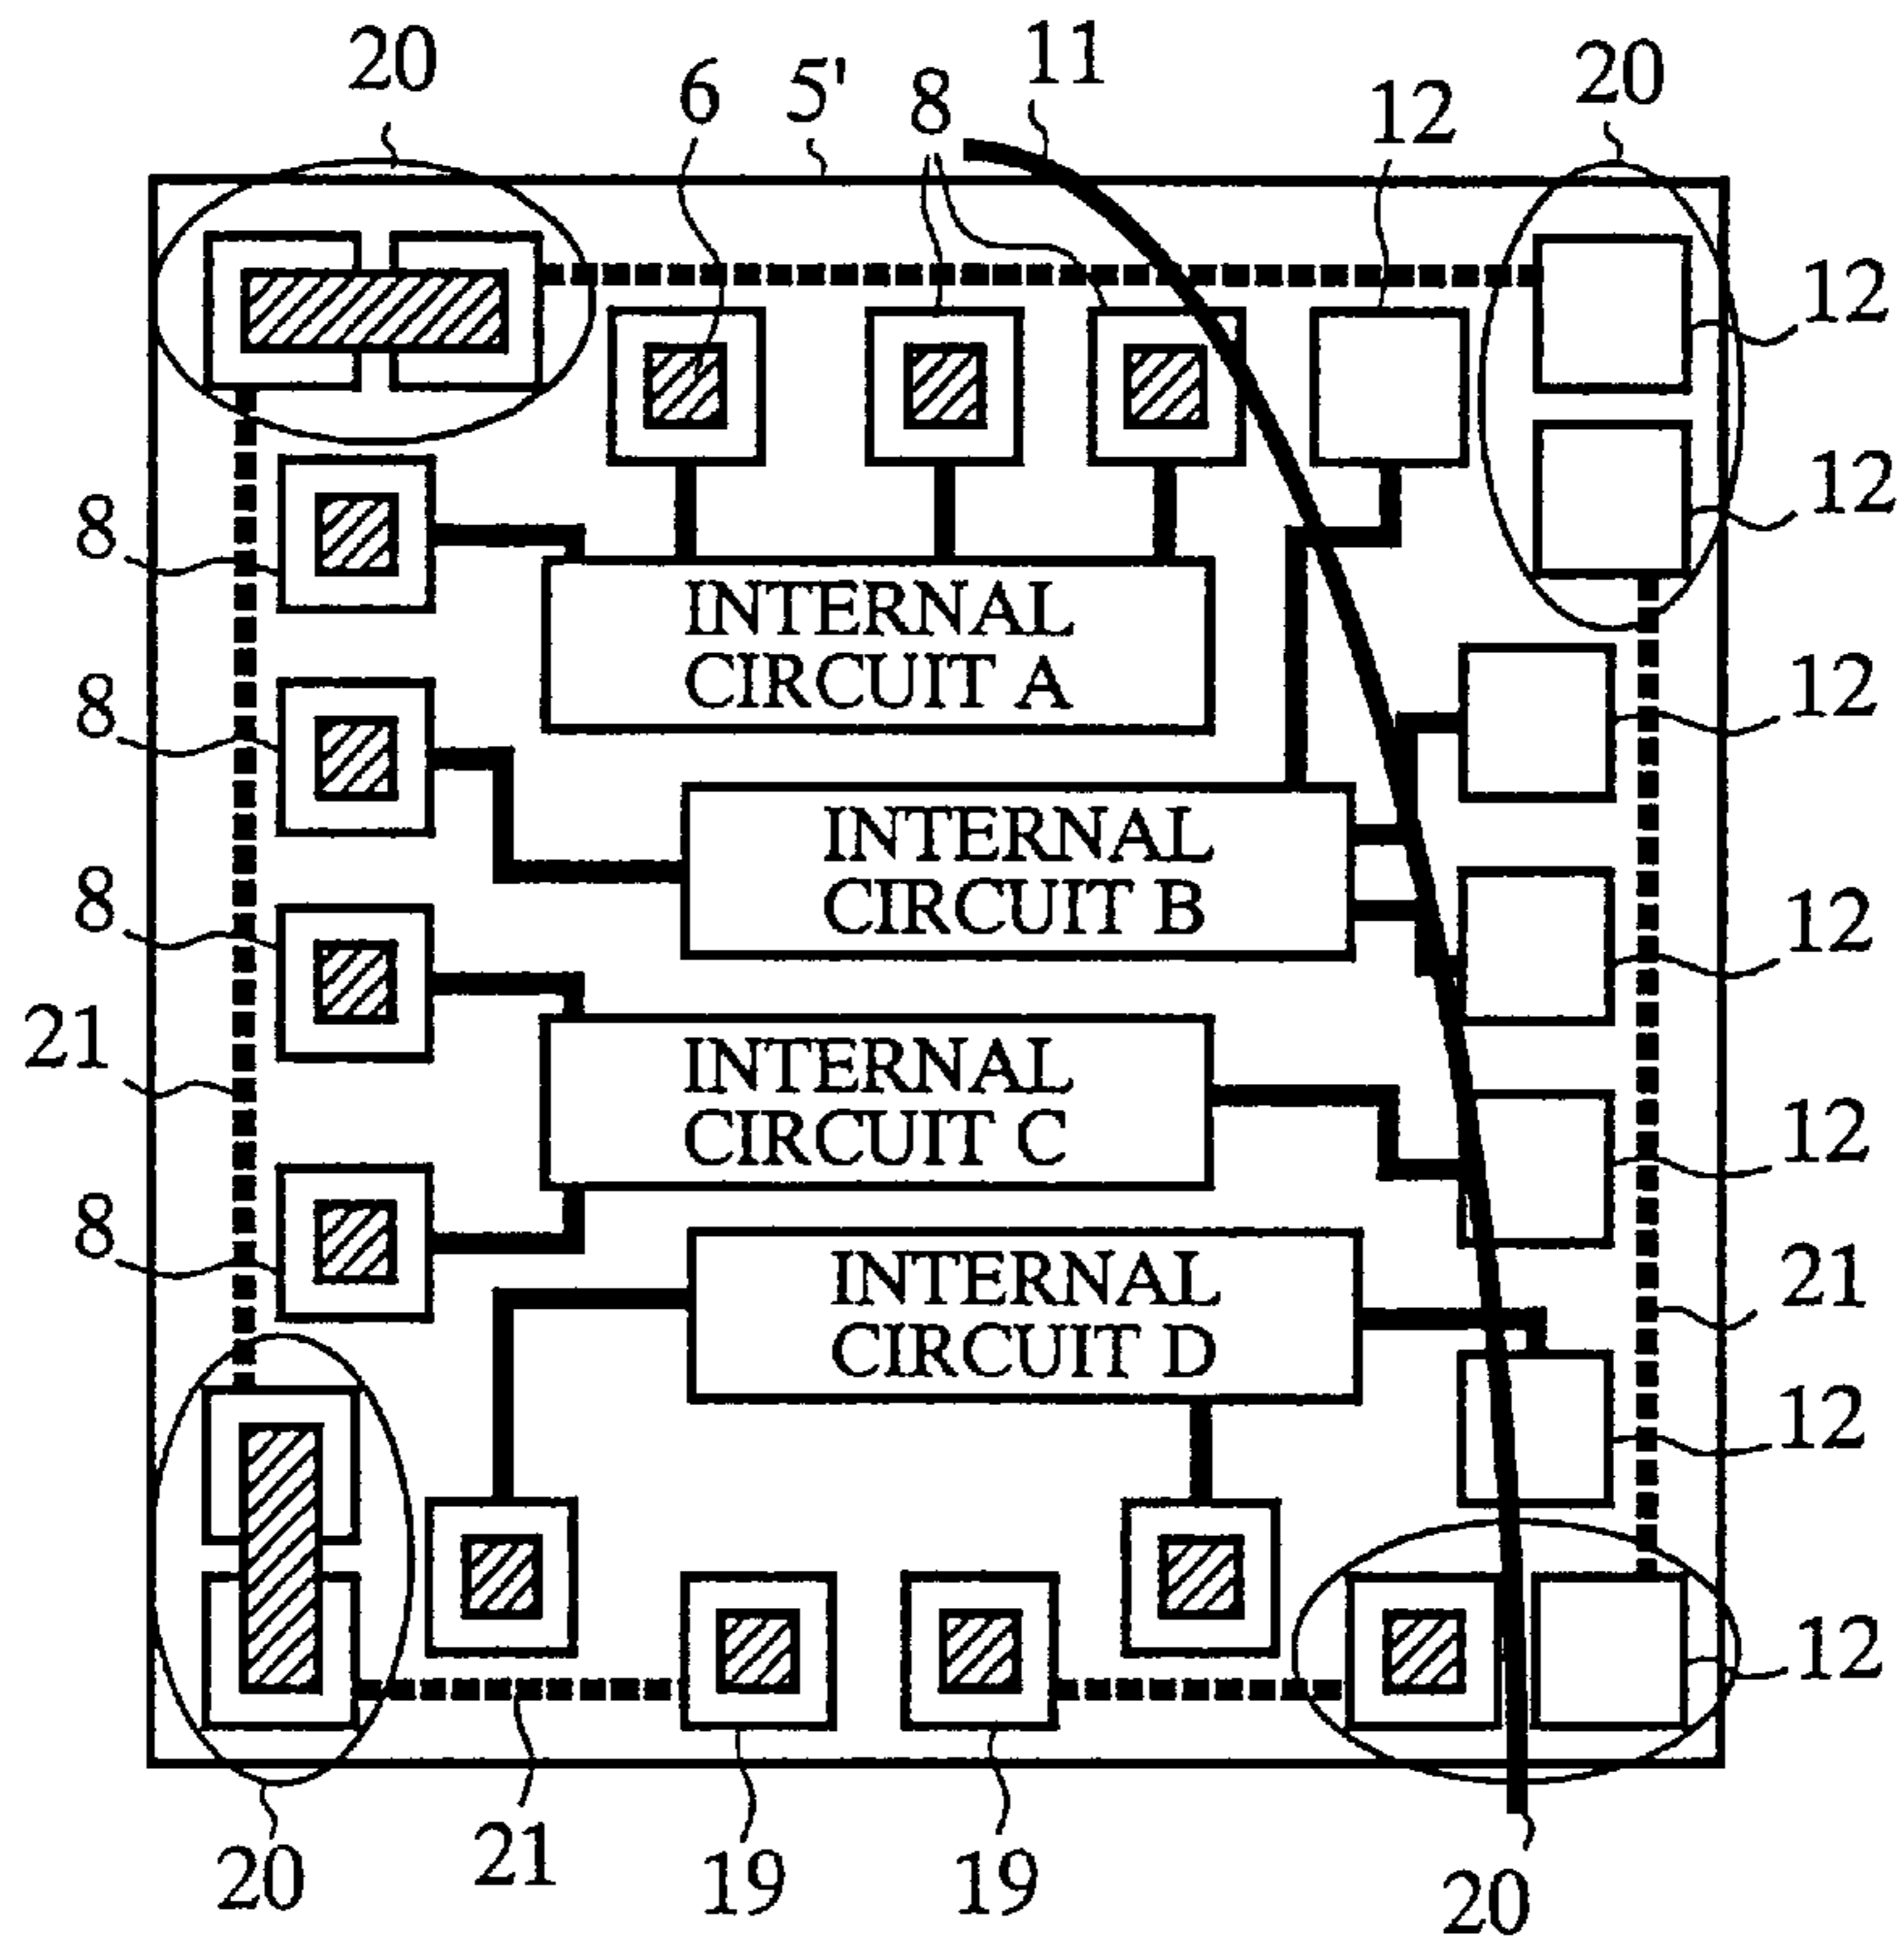 20 6 5' 8 11 12 20
12
12
8
INTERNAL
CIRCUIT A
8
12
INTERNAL
CIRCUIT B
8
12
21
INTERNAL
CIRCUIT C
12
8
INTERNAL
CIRCUIT D
21
12
12
20 21 19 19 20